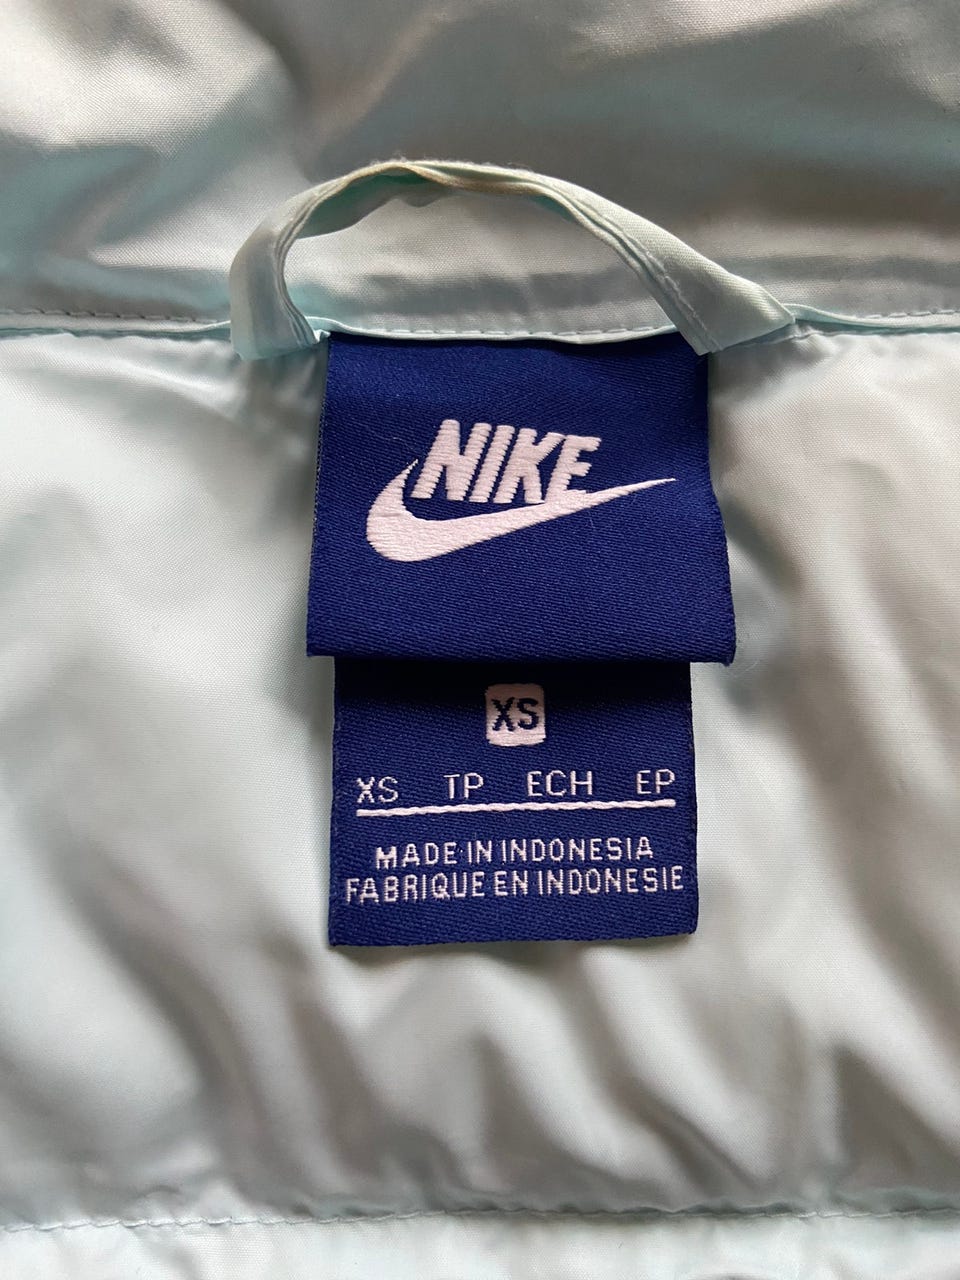 NIKE
XS
XS TP ECH EP
MADE IN INDONESIA
FABRIQUE EN INDONESIE